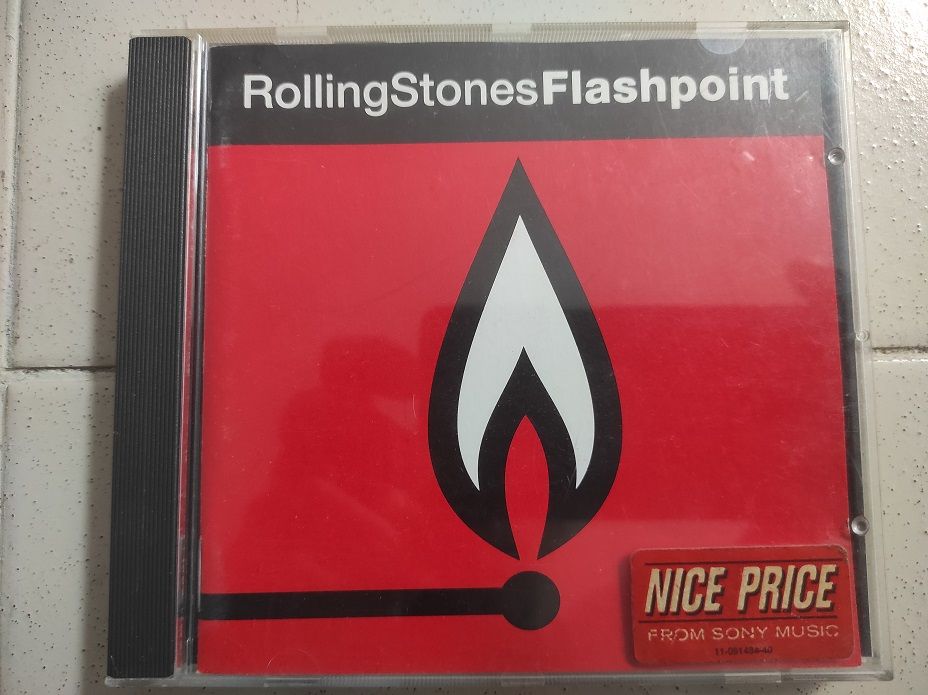 RollingStonesFlashpoint
NICE PRICE
FROM SONY MUSIC